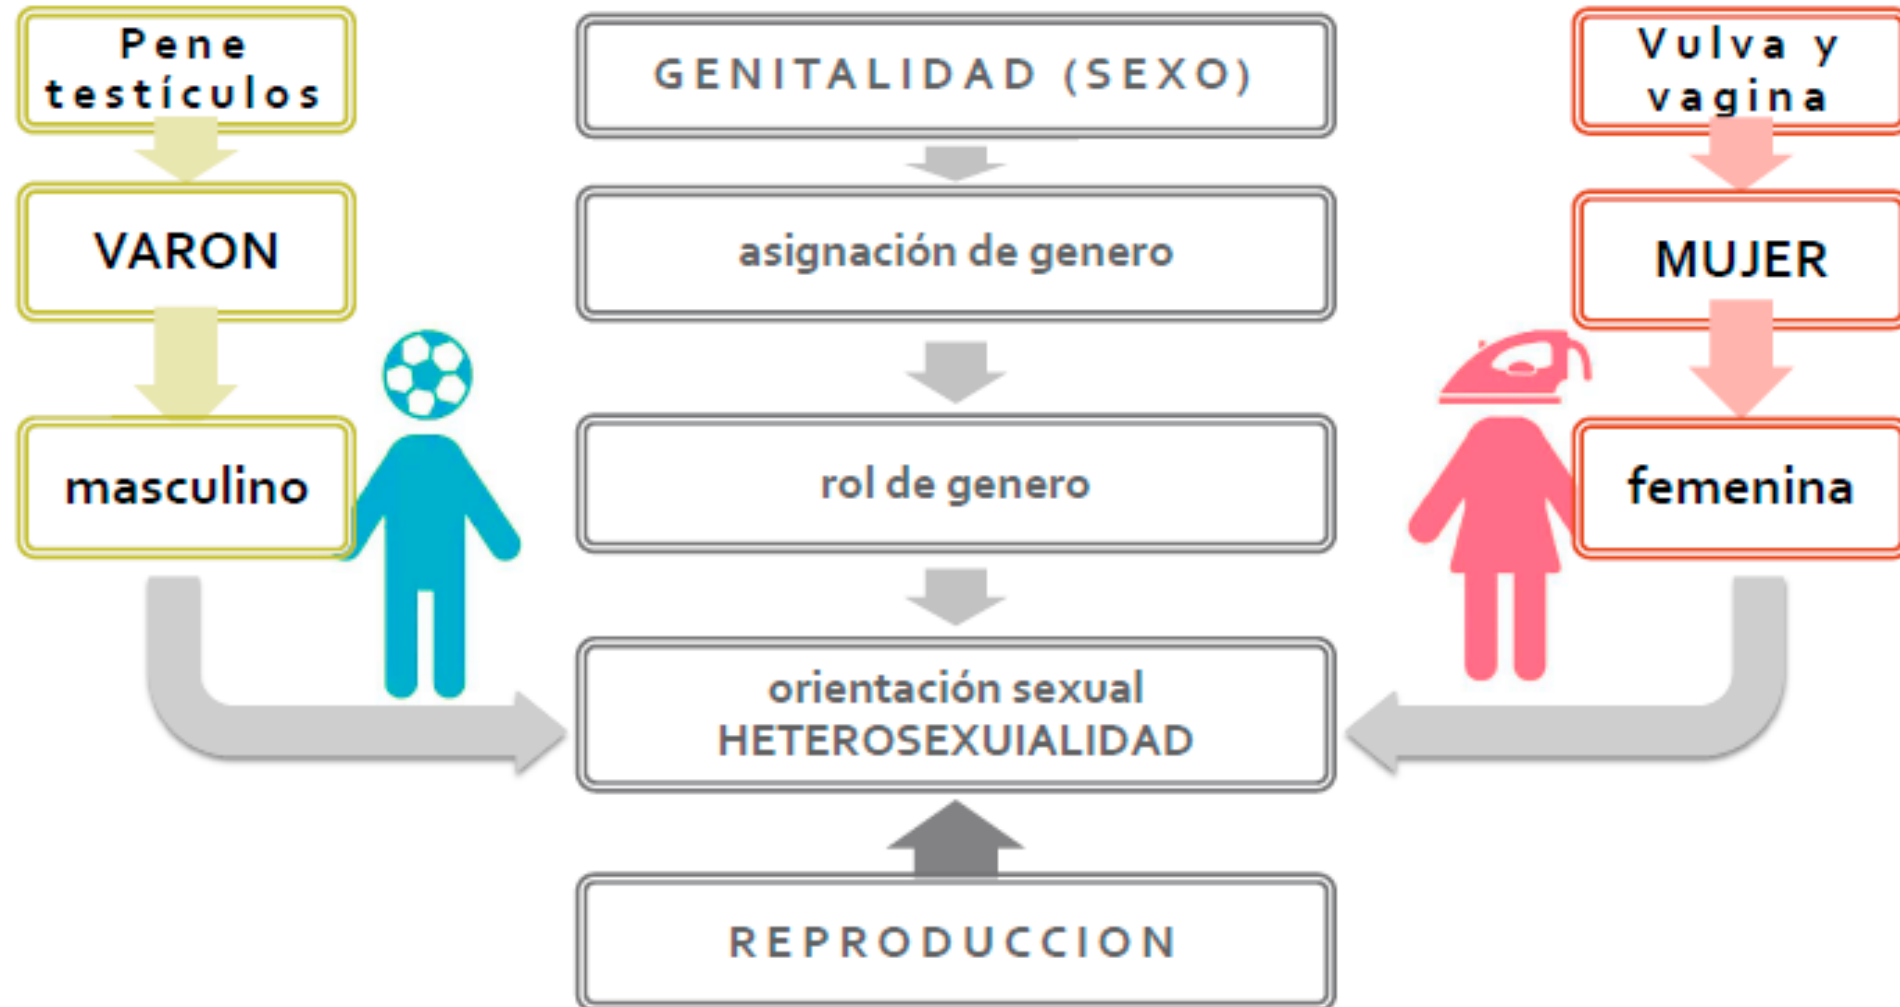 Pene
testículos
GENITALIDAD (SEXO)
Vulva y
vagina
VARON
asignación de genero
MUJER
masculino
rol de genero
femenina
orientación sexual
HETEROSEXUIALIDAD
REPRODUCCION